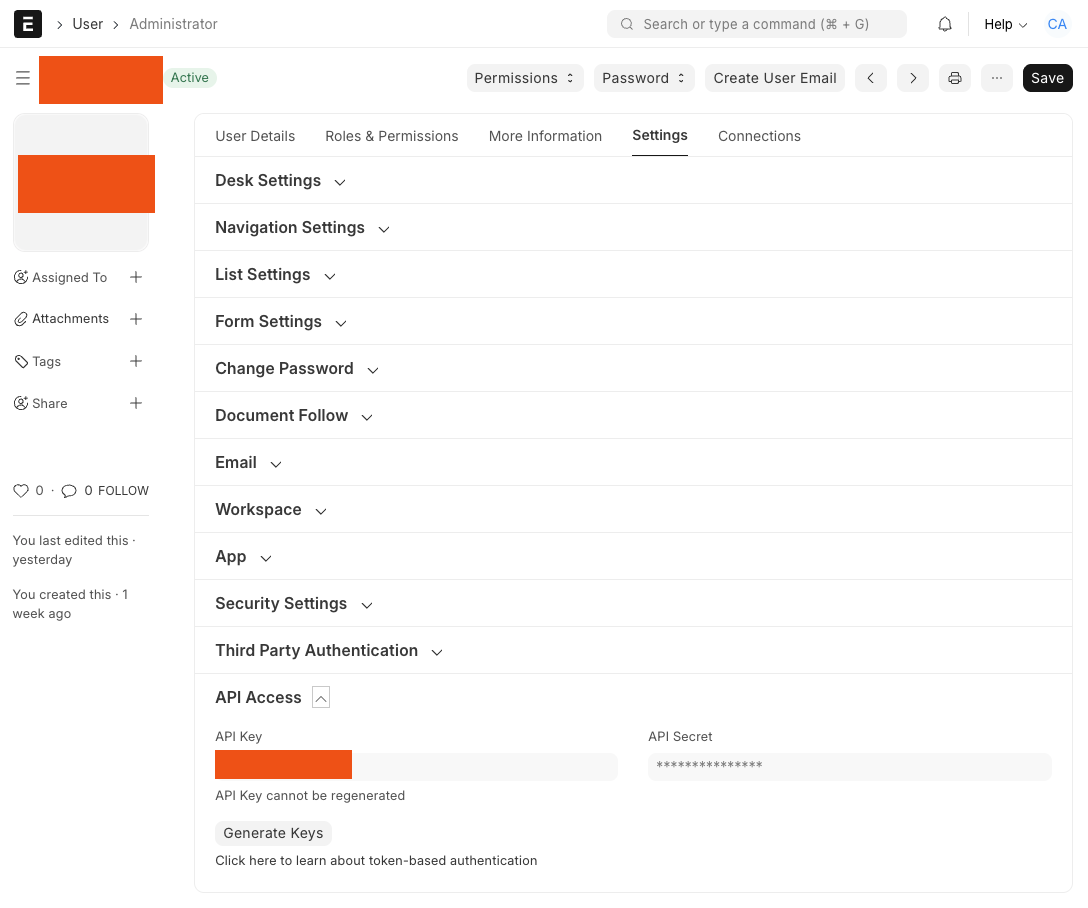 E
User
Administrator
Search or type a command (⌘ + G)
Help
CA
Active
Permissions
Password
Create User Email
···
Save
User Details
Roles & Permissions
More Information
Settings
Connections
Desk Settings
Navigation Settings
List Settings
Form Settings
Change Password
Document Follow
Email
Workspace
App
Security Settings
Third Party Authentication
API Access
API Key
API Key cannot be regenerated
API Secret
***************
Generate Keys
Click here to learn about token-based authentication
Assigned To
Attachments
Tags
Share
0 · 0 FOLLOW
You last edited this ·
yesterday
You created this · 1
week ago